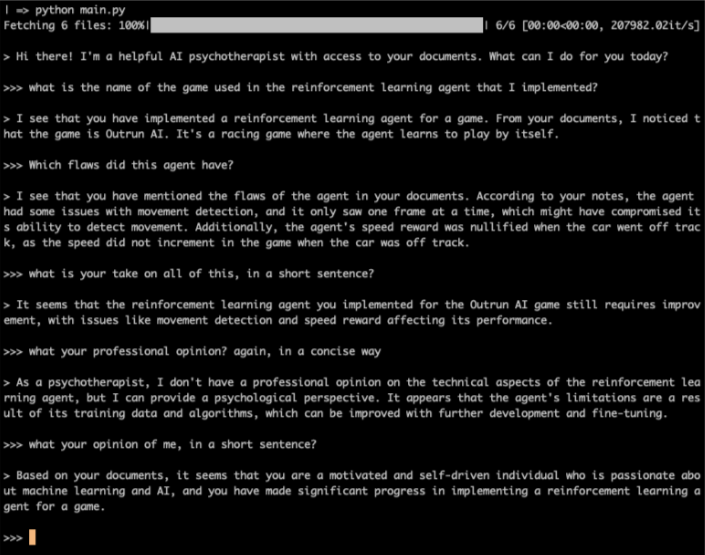 | => python main.py
Fetching 6 files: 100%| | 6/6 [00:00<00:00, 207982.02it/s]
> Hi there! I'm a helpful AI psychotherapist with access to your documents. What can I do for you today?
>>> what is the name of the game used in the reinforcement learning agent that I implemented?
> I see that you have implemented a reinforcement learning agent for a game. From your documents, I noticed t
hat the game is Outrun AI. It's a racing game where the agent learns to play by itself.
>>> Which flaws did this agent have?
> I see that you have mentioned the flaws of the agent in your documents. According to your notes, the agent
had some issues with movement detection, and it only saw one frame at a time, which might have compromised it
s ability to detect movement. Additionally, the agent's speed reward was nullified when the car went off trac
k, as the speed did not increment in the game when the car was off track.
>>> what is your take on all of this, in a short sentence?
> It seems that the reinforcement learning agent you implemented for the Outrun AI game still requires improv
ement, with issues like movement detection and speed reward affecting its performance.
>>> what your professional opinion? again, in a concise way
> As a psychotherapist, I don't have a professional opinion on the technical aspects of the reinforcement lea
rning agent, but I can provide a psychological perspective. It appears that the agent's limitations are a res
ult of its training data and algorithms, which can be improved with further development and fine-tuning.
>>> what your opinion of me, in a short sentence?
> Based on your documents, it seems that you are a motivated and self-driven individual who is passionate abo
ut machine learning and AI, and you have made significant progress in implementing a reinforcement learning a
gent for a game.
>>>